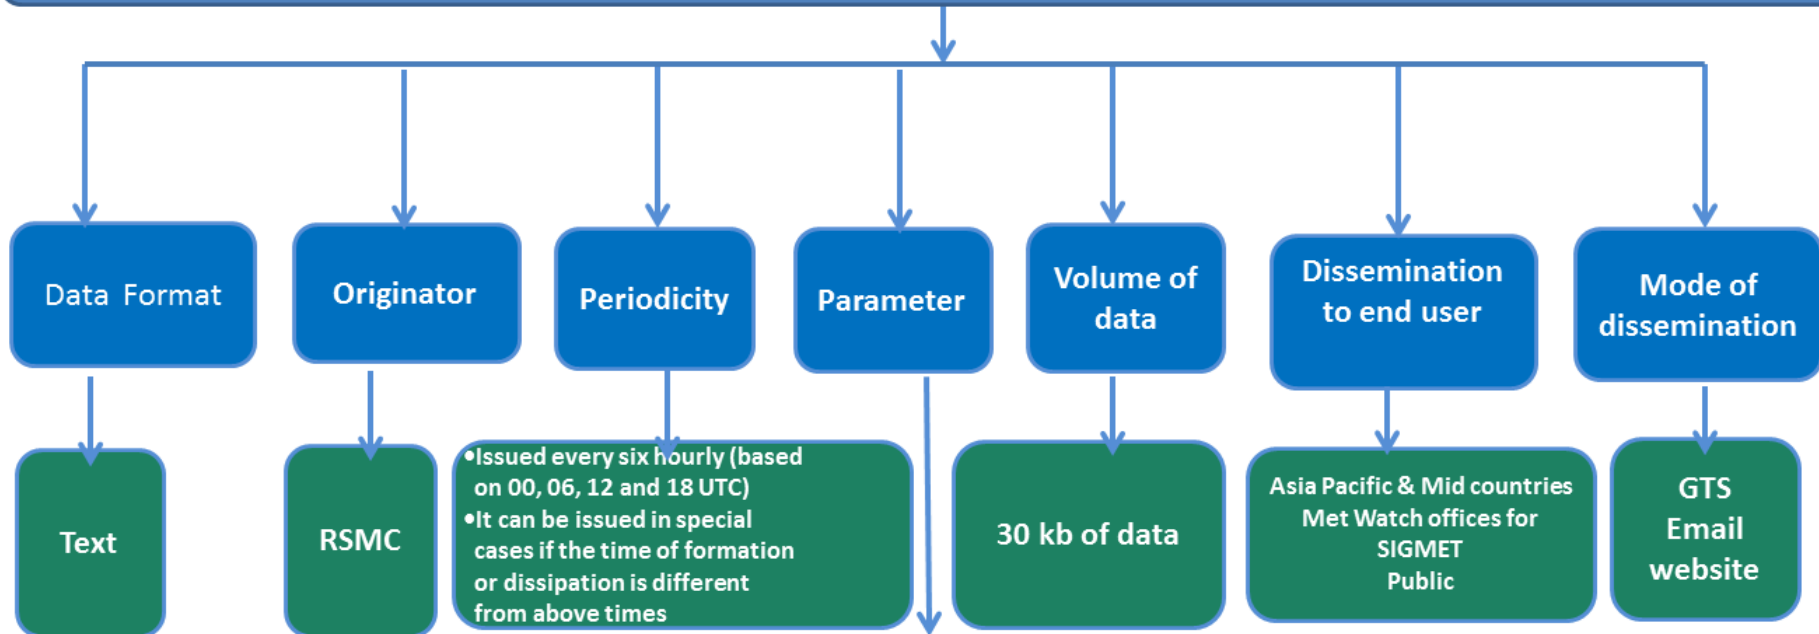 Data Format
Originator
Periodicity
Parameter
Volume of
data
Dissemination
to end user
Mode of
dissemination
Text
RSMC
•Issued every six hourly (based
on 00, 06, 12 and 18 UTC)
•It can be issued in special
cases if the time of formation
or dissipation is different
from above times
30 kb of data
Asia Pacific & Mid countries
Met Watch offices for
SIGMET
Public
GTS
Email
website